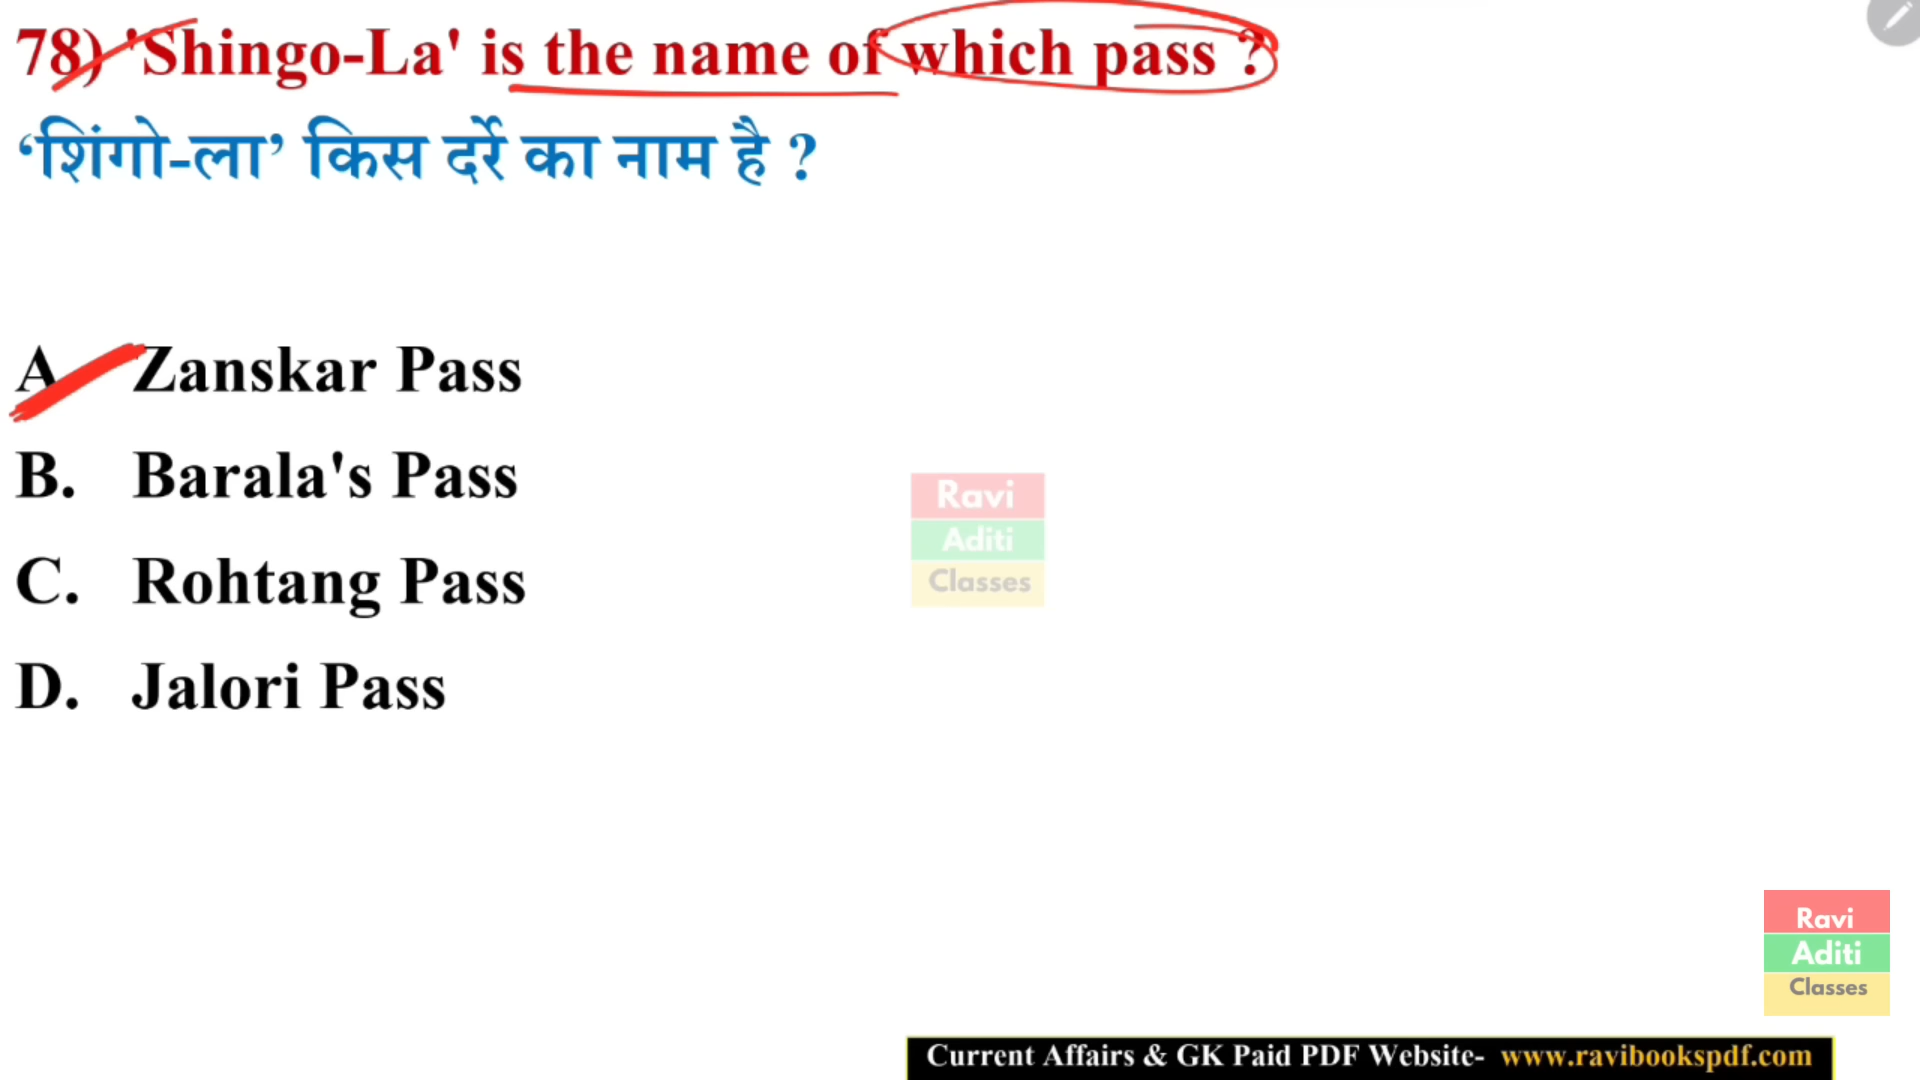 78) 'Shingo-La' is the name of which pass ?
‘शिंगो-ला’ किस दर्रे का नाम है ?
A Zanskar Pass
B. Barala's Pass
C. Rohtang Pass
D. Jalori Pass
Ravi
Aditi
Classes
Ravi
Aditi
Classes
Current Affairs & GK Paid PDF Website- www.ravibookspdf.com